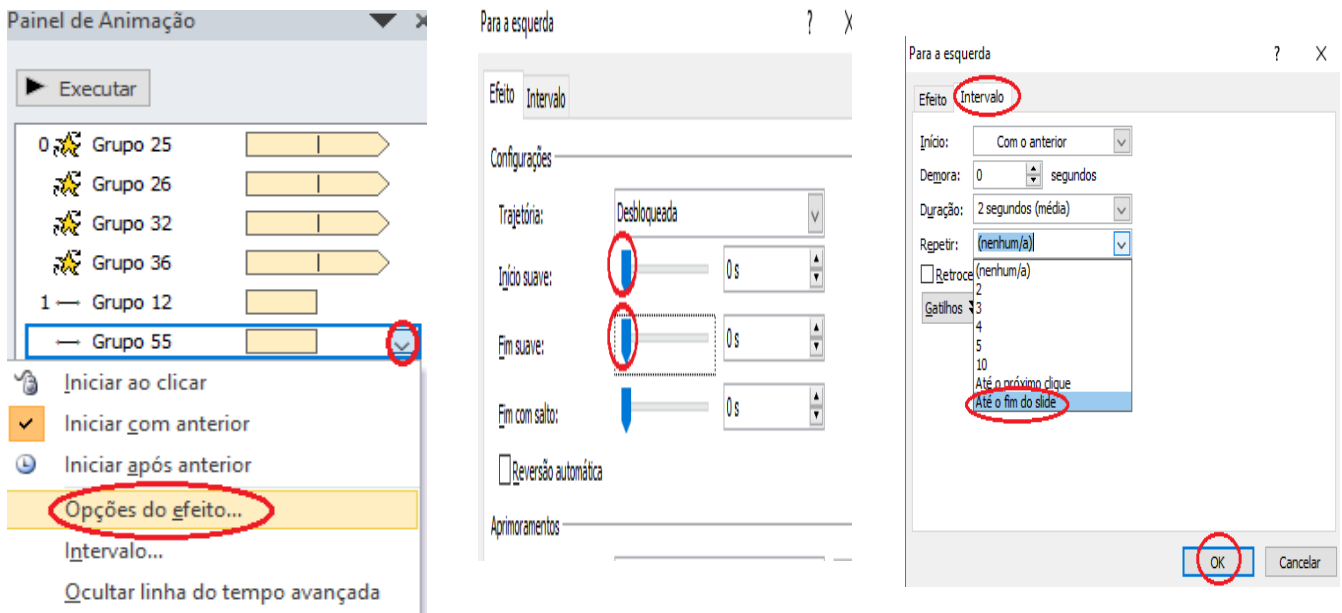 Painel de Animação
Executar
0 Grupo 25
Grupo 26
Grupo 32
Grupo 36
1 Grupo 12
Grupo 55
Iniciar ao clicar
Iniciar com anterior
Iniciar após anterior
Opções do efeito...
Intervalo...
Ocultar linha do tempo avançada
Para a esquerda ? X
Efeito Intervalo
Configurações
Trajetória: Desbloqueada
Início suave: 0 s
Fim suave: 0 s
Fim com salto: 0 s
Reversão automática
Aprimoramentos
Para a esquerda ? X
Efeito Intervalo
Início: Com o anterior
Demora: 0 segundos
Duração: 2 segundos (média)
Repetir: (nenhum/a)
Retroce
(nenhum/a)
2
Gatilhos
3
4
5
10
Até o próximo clique
Até o fim do slide
OK Cancelar